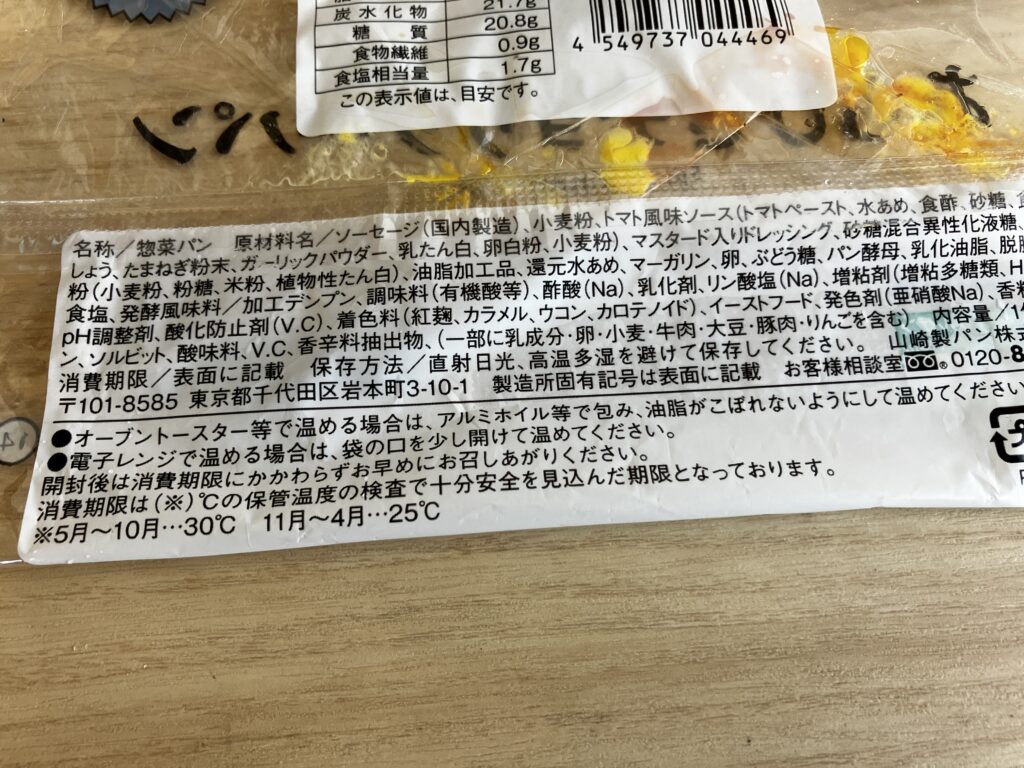 21.7g
炭水化物
糖質 20.8g
食物繊維 0.9g
食塩相当量 1.7g
この表示値は、目安です。
4 549737 044469
名称／惣菜パン 原材料名／ソーセージ(国内製造)、小麦粉、トマト風味ソース(トマトペースト、水あめ、食酢、砂糖、食
しょう、たまねぎ粉末、ガーリックパウダー、乳たん白、卵白粉、小麦粉)、マスタード入りドレッシング、砂糖混合異性化液糖、
粉(小麦粉、粉糖、米粉、植物性たん白)、油脂加工品、還元水あめ、マーガリン、卵、ぶどう糖、パン酵母、乳化油脂、脱脂
食塩、発酵風味料／加工デンプン、調味料(有機酸等)、酢酸(Na)、乳化剤、リン酸塩(Na)、増粘剤(増粘多糖類、H
pH調整剤、酸化防止剤(V.C)、着色料(紅麹、カラメル、ウコン、カロテノイド)、イーストフード、発色剤(亜硝酸Na)、香料
ン、ソルビット、酸味料、V.C、香辛料抽出物、(一部に乳成分・卵・小麦・牛肉・大豆・豚肉・りんごを含む) 内容量／1
消費期限／表面に記載 保存方法／直射日光、高温多湿を避けて保存してください。 山崎製パン株式
〒101-8585 東京都千代田区岩本町3-10-1 製造所固有記号は表面に記載 お客様相談室 0120-8
●オーブントースター等で温める場合は、アルミホイル等で包み、油脂がこぼれないようにして温めてください
●電子レンジで温める場合は、袋の口を少し開けて温めてください。
開封後は消費期限にかかわらずお早めにお召しあがりください。
消費期限は(※)℃の保管温度の検査で十分安全を見込んだ期限となっております。
※5月～10月…30℃ 11月～4月…25℃